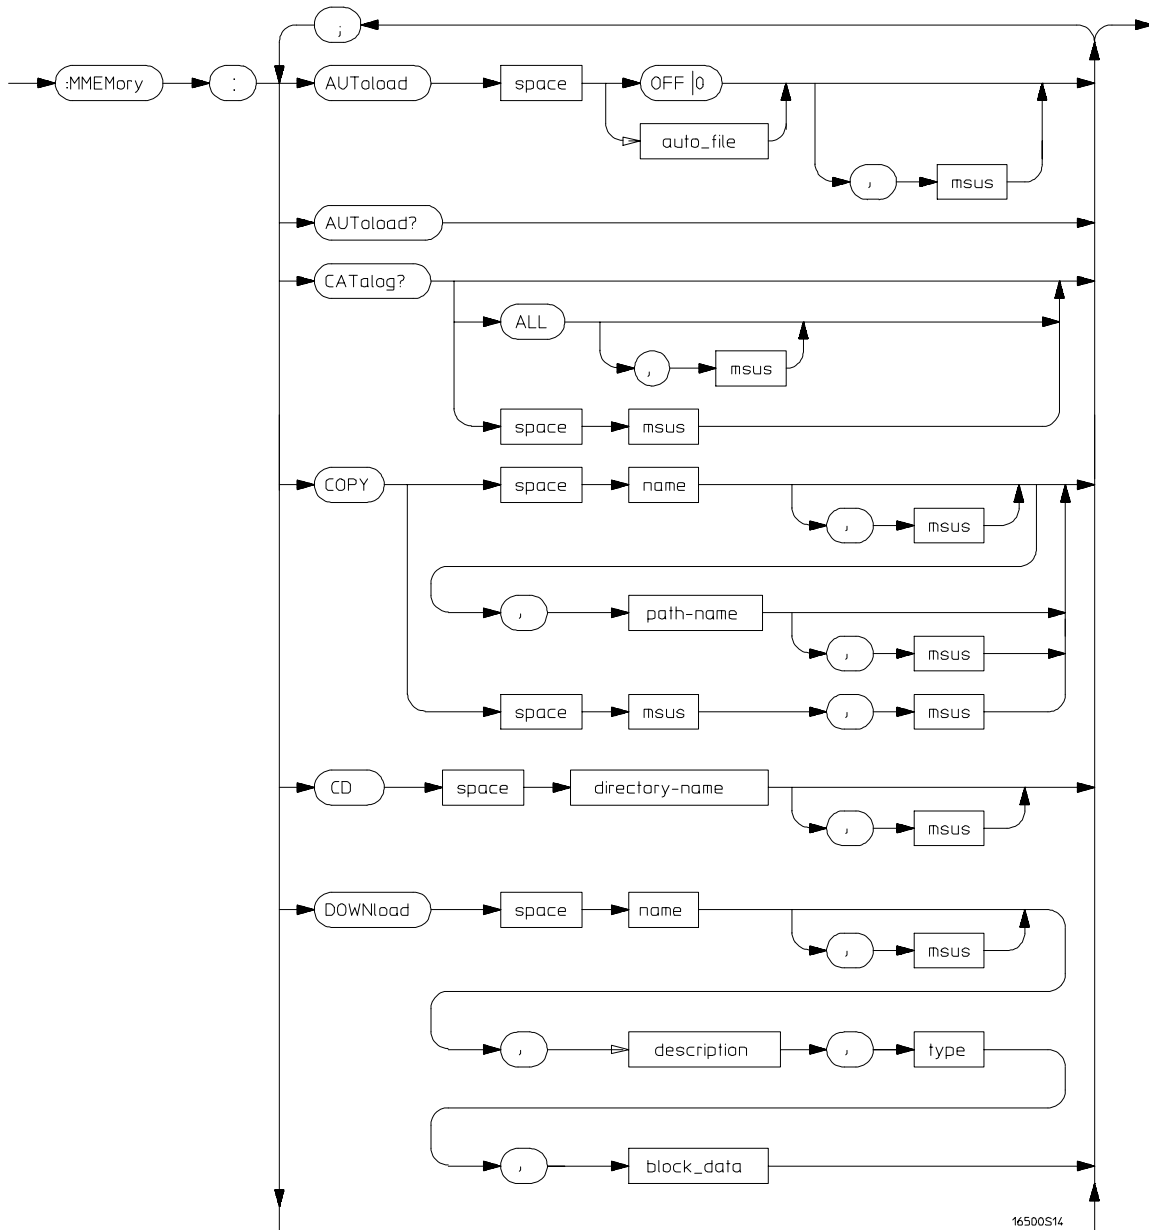 ;
:MMEMory : AUToload space OFF|0
auto_file
, msus
AUToload?
CATalog?
ALL
, msus
space msus
COPY space name
, msus
, path-name
, msus
space msus , msus
CD space directory-name
, msus
DOWNload space name
, msus
, description , type
, block_data
16500S14